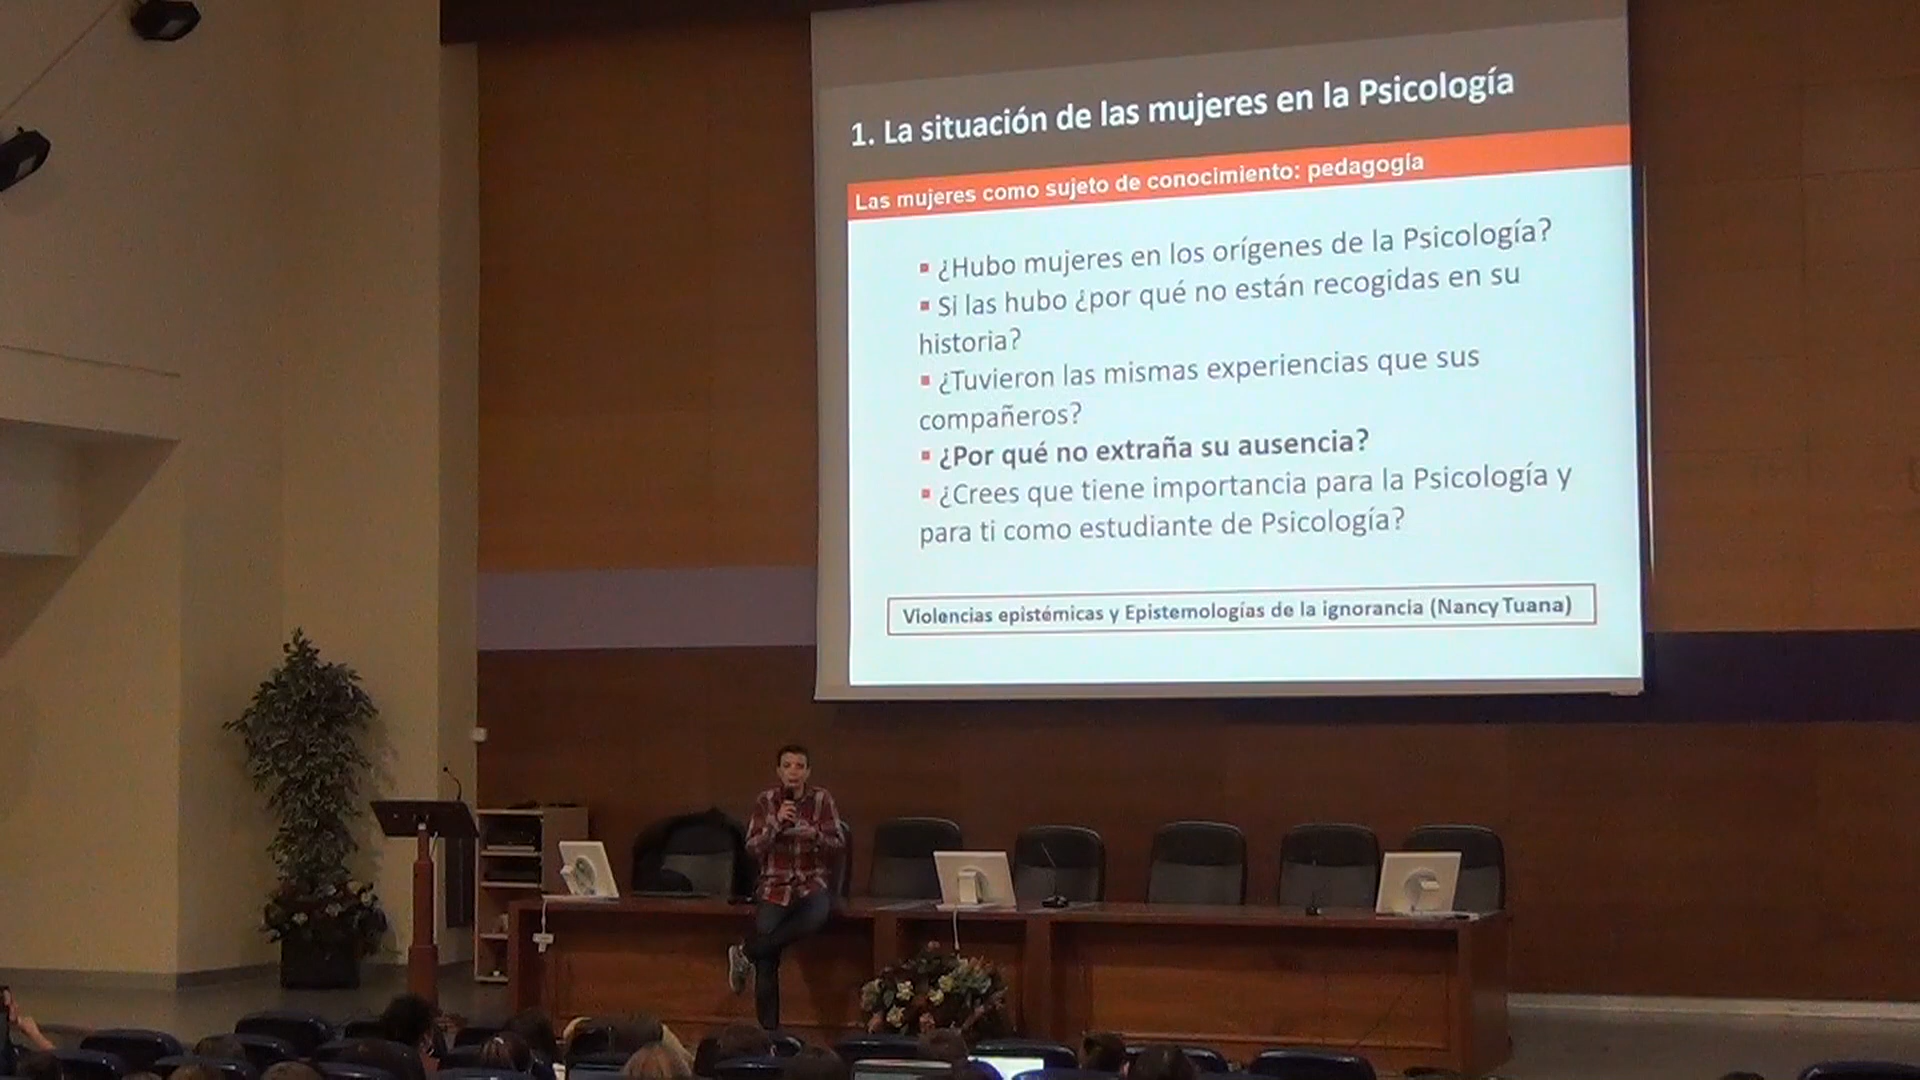 1. La situación de las mujeres en la Psicología
Las mujeres como sujeto de conocimiento: pedagogía
▪ ¿Hubo mujeres en los orígenes de la Psicología?
▪ Si las hubo ¿por qué no están recogidas en su
historia?
▪ ¿Tuvieron las mismas experiencias que sus
compañeros?
▪ ¿Por qué no extraña su ausencia?
▪ ¿Crees que tiene importancia para la Psicología y
para ti como estudiante de Psicología?
Violencias epistémicas y Epistemologías de la ignorancia (Nancy Tuana)